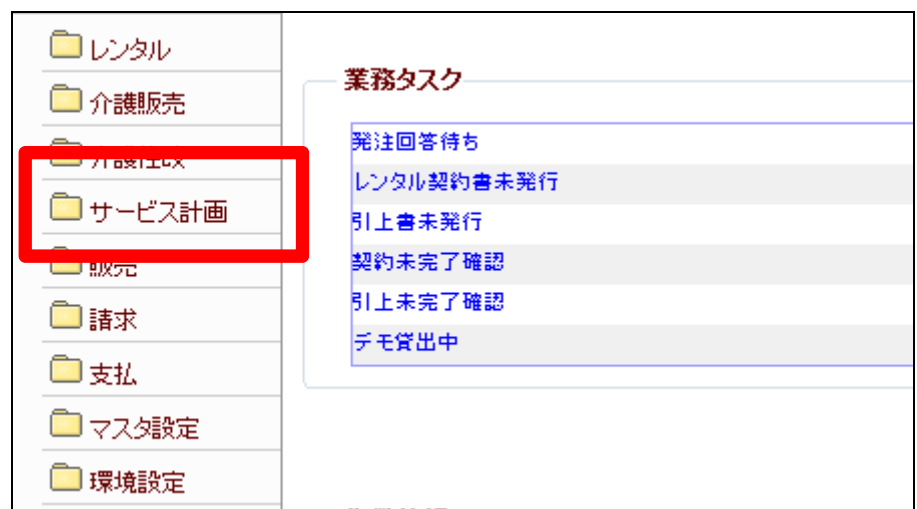 レンタル
介護販売
サービス計画
販売
請求
支払
マスタ設定
環境設定
業務タスク
発注回答待ち
レンタル契約書未発行
引上書未発行
契約未完了確認
引上未完了確認
デモ貸出中